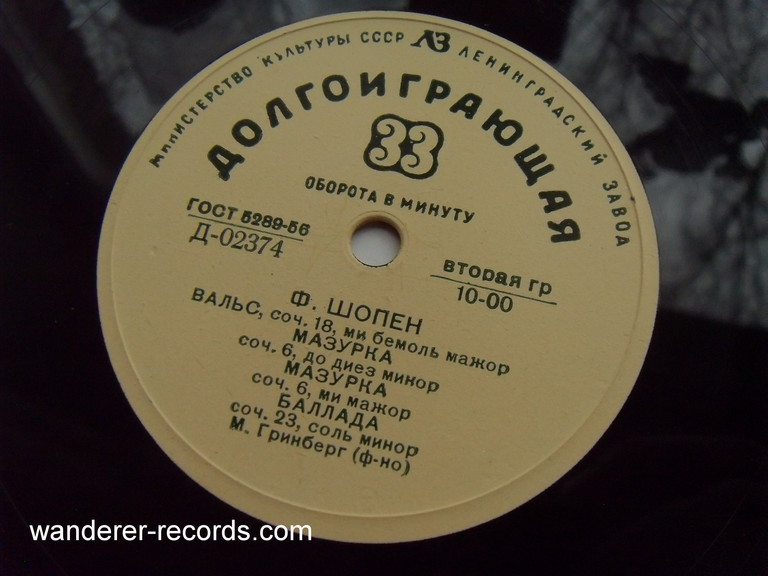 МИНИСТЕРСТВО КУЛЬТУРЫ СССР ЛЗ ЛЕНИНГРАДСКИЙ ЗАВОД
ДОЛГОИГРАЮЩАЯ
33
ОБОРОТА В МИНУТУ
ГОСТ 5289-56
Д-02374
ВТОРАЯ ГР
10-00
Ф. ШОПЕН
ВАЛЬС, соч. 18, ми бемоль мажор
МАЗУРКА
соч. 6, до диез минор
МАЗУРКА
соч. 6, ми мажор
БАЛЛАДА
соч. 23, соль минор
М. Гринберг (ф-но)
wanderer-records.com